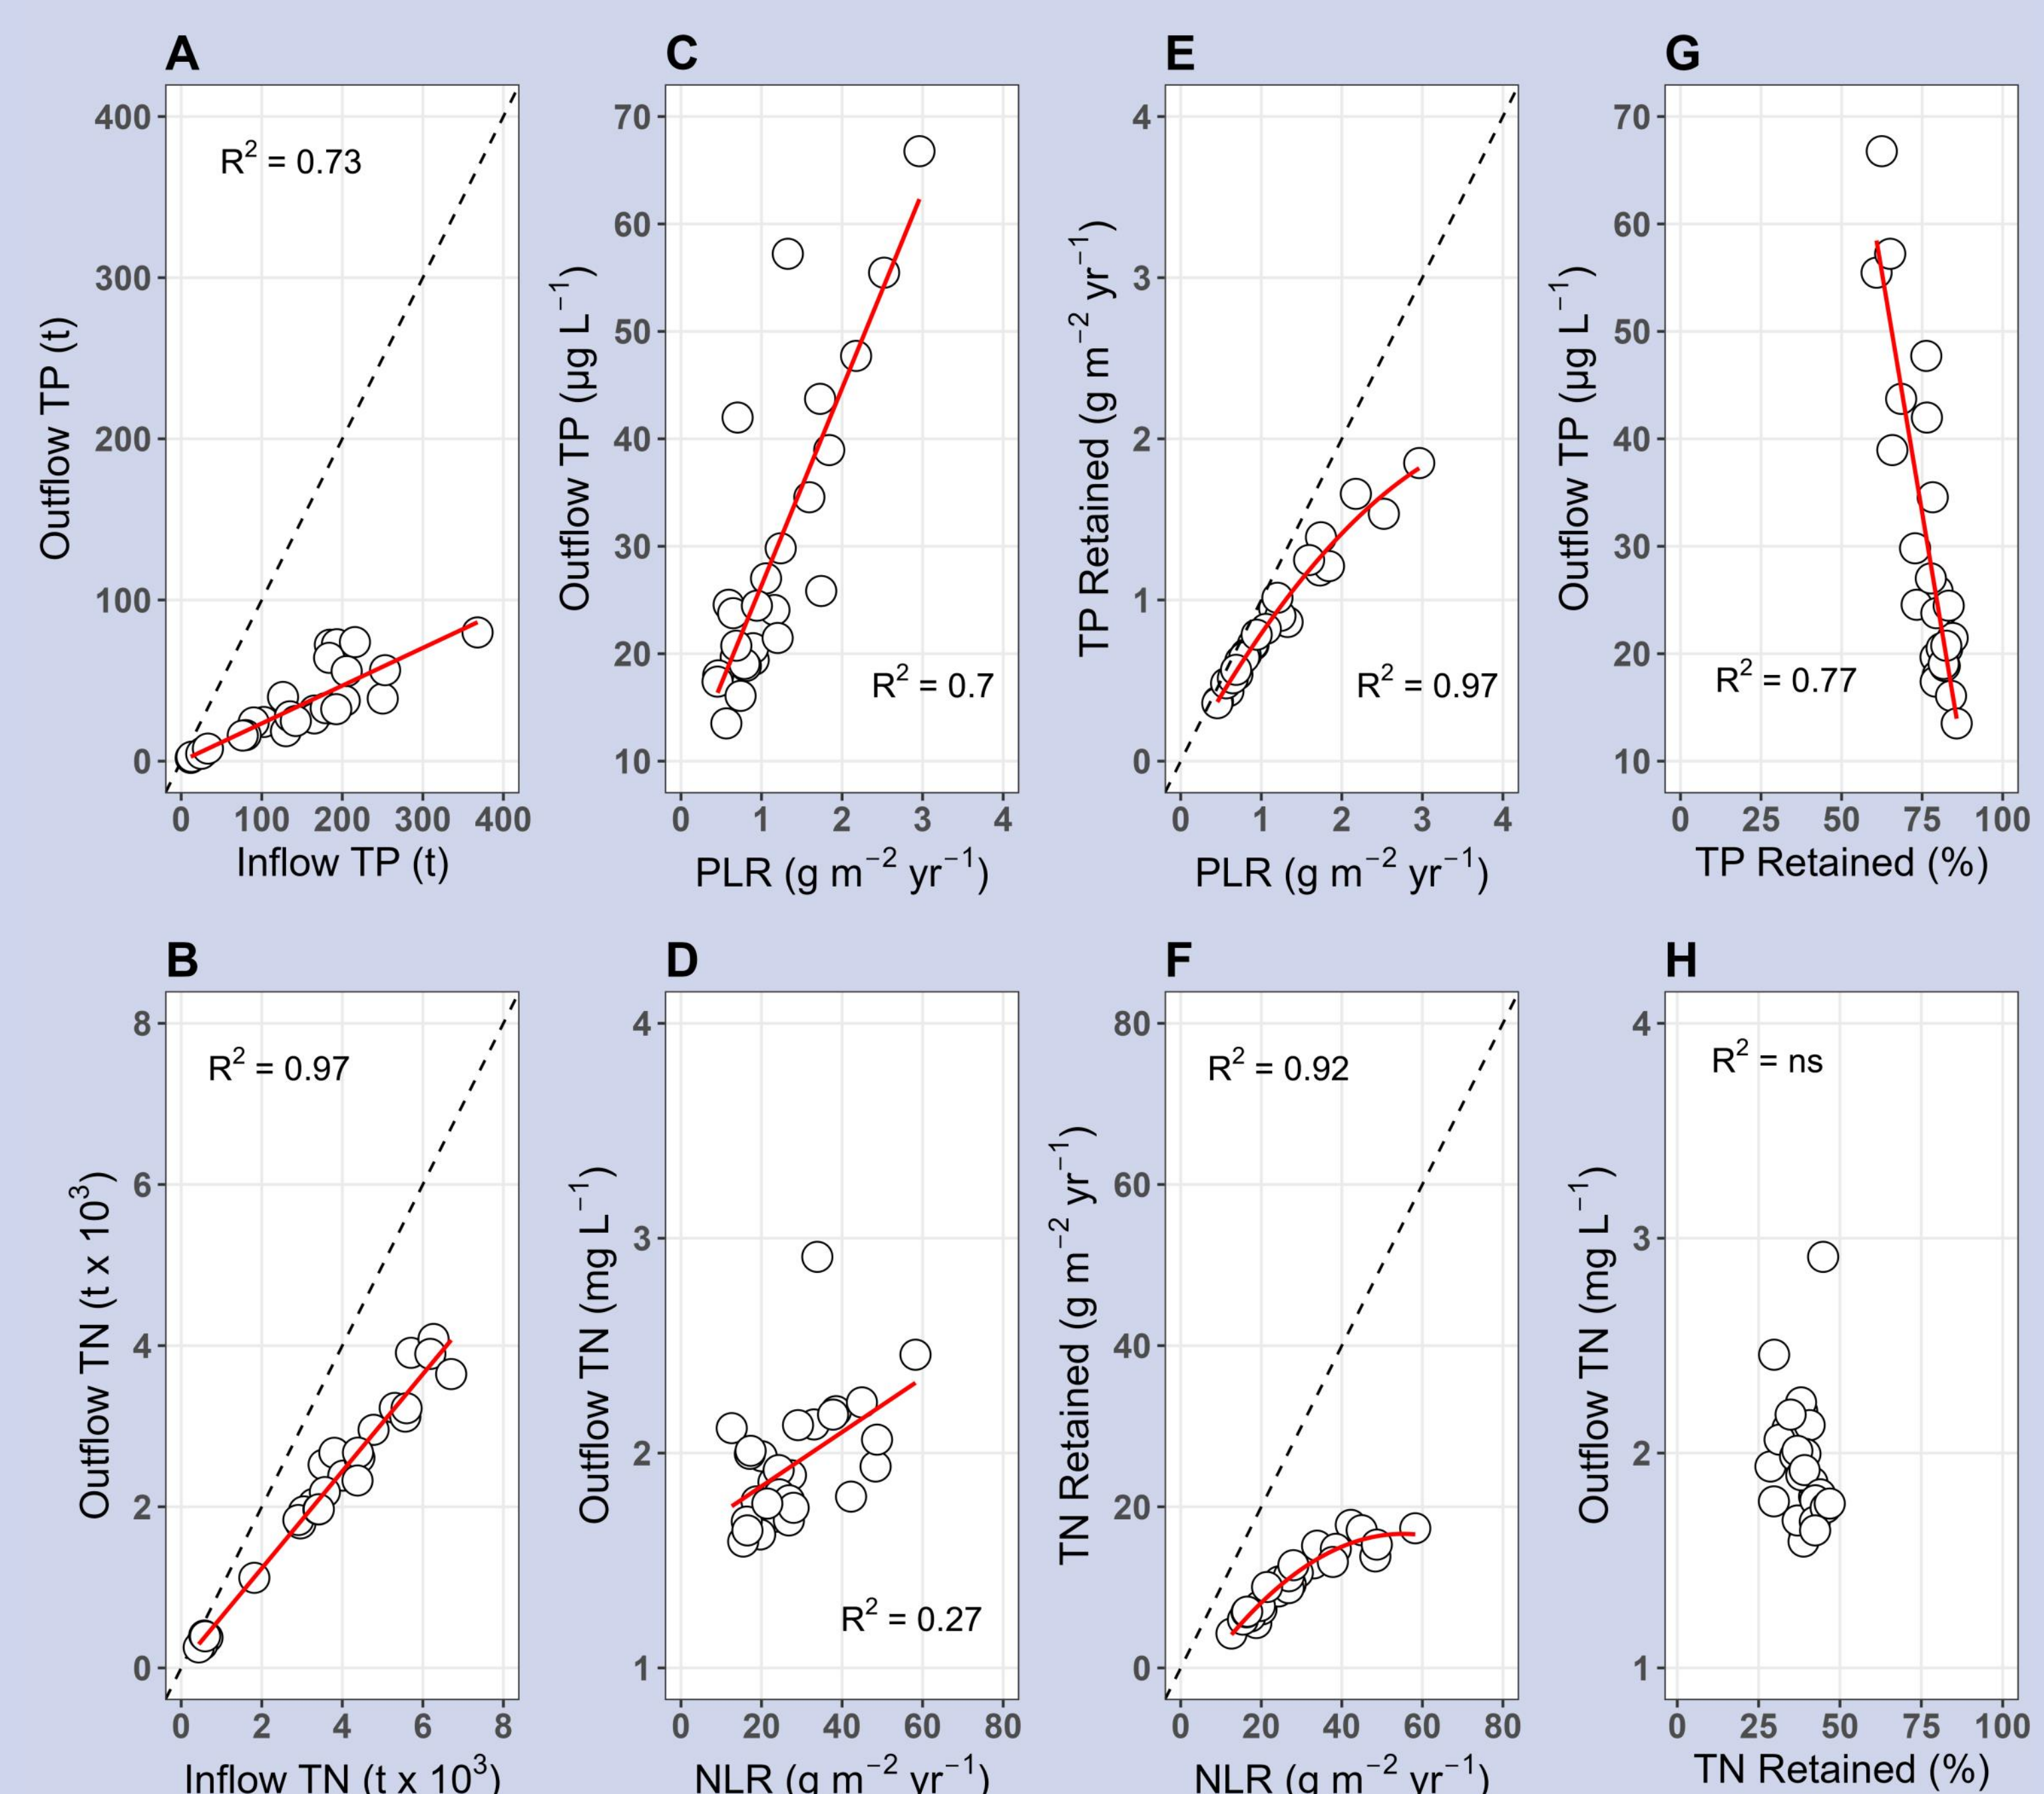 A
400
300
200
100
0
Outflow TP (t)
R² = 0.73
0 100 200 300 400
Inflow TP (t)
C
70
60
50
40
30
20
10
Outflow TP (µg L⁻¹)
R² = 0.7
0 1 2 3 4
PLR (g m⁻² yr⁻¹)
E
4
3
2
1
0
TP Retained (g m⁻² yr⁻¹)
R² = 0.97
0 1 2 3 4
PLR (g m⁻² yr⁻¹)
G
70
60
50
40
30
20
10
Outflow TP (µg L⁻¹)
R² = 0.77
0 25 50 75 100
TP Retained (%)
B
8
6
4
2
0
Outflow TN (t x 10³)
R² = 0.97
0 2 4 6 8
Inflow TN (t x 10³)
D
4
3
2
1
Outflow TN (mg L⁻¹)
R² = 0.27
0 20 40 60 80
NLR (g m⁻² yr⁻¹)
F
80
60
40
20
0
TN Retained (g m⁻² yr⁻¹)
R² = 0.92
0 20 40 60 80
NLR (g m⁻² yr⁻¹)
H
4
3
2
1
Outflow TN (mg L⁻¹)
R² = ns
0 25 50 75 100
TN Retained (%)